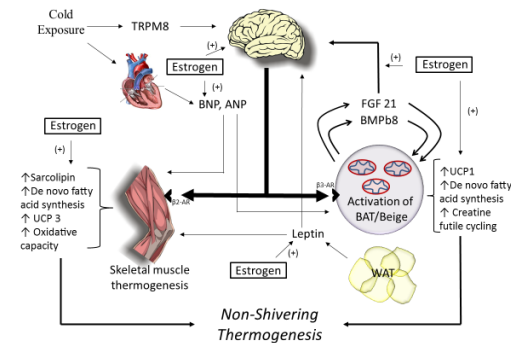 Cold
Exposure
TRPM8
(+)
Estrogen
(+)
BNP, ANP
(+)
Estrogen
(+)
FGF 21
BMPb8
Estrogen
(+)
↑Sarcolipin
↑De novo fatty
acid synthesis
↑ UCP 3
↑ Oxidative
capacity
β2-AR
β3-AR
Activation of
BAT/Beige
↑UCP1
↑De novo fatty
acid synthesis
↑ Creatine
futile cycling
Skeletal muscle
thermogenesis
Leptin
(+)
Estrogen
WAT
Non-Shivering
Thermogenesis